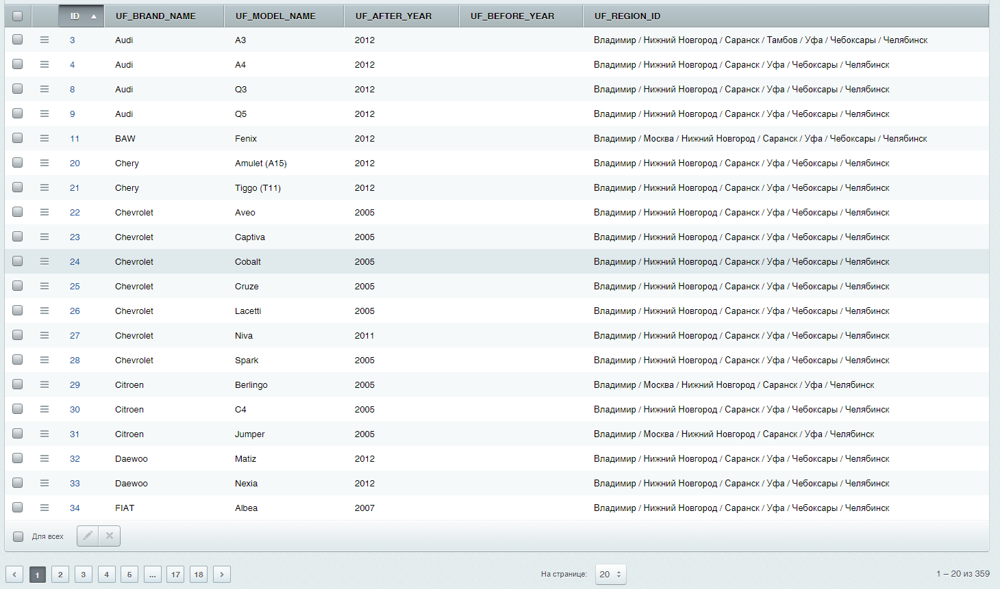 ID UF_BRAND_NAME UF_MODEL_NAME UF_AFTER_YEAR UF_BEFORE_YEAR UF_REGION_ID
3 Audi A3 2012 Владимир / Нижний Новгород / Саранск / Тамбов / Уфа / Чебоксары / Челябинск
4 Audi A4 2012 Владимир / Нижний Новгород / Саранск / Уфа / Чебоксары / Челябинск
8 Audi Q3 2012 Владимир / Нижний Новгород / Саранск / Уфа / Чебоксары / Челябинск
9 Audi Q5 2012 Владимир / Нижний Новгород / Саранск / Уфа / Чебоксары / Челябинск
11 BAW Fenix 2012 Владимир / Москва / Нижний Новгород / Саранск / Уфа / Чебоксары / Челябинск
20 Chery Amulet (A15) 2012 Владимир / Нижний Новгород / Саранск / Уфа / Чебоксары / Челябинск
21 Chery Tiggo (T11) 2012 Владимир / Нижний Новгород / Саранск / Уфа / Чебоксары / Челябинск
22 Chevrolet Aveo 2005 Владимир / Нижний Новгород / Саранск / Уфа / Чебоксары / Челябинск
23 Chevrolet Captiva 2005 Владимир / Нижний Новгород / Саранск / Уфа / Чебоксары / Челябинск
24 Chevrolet Cobalt 2005 Владимир / Нижний Новгород / Саранск / Уфа / Чебоксары / Челябинск
25 Chevrolet Cruze 2005 Владимир / Нижний Новгород / Саранск / Уфа / Чебоксары / Челябинск
26 Chevrolet Lacetti 2005 Владимир / Нижний Новгород / Саранск / Уфа / Чебоксары / Челябинск
27 Chevrolet Niva 2011 Владимир / Нижний Новгород / Саранск / Уфа / Чебоксары / Челябинск
28 Chevrolet Spark 2005 Владимир / Нижний Новгород / Саранск / Уфа / Чебоксары / Челябинск
29 Citroen Berlingo 2005 Владимир / Москва / Нижний Новгород / Саранск / Уфа / Челябинск
30 Citroen C4 2005 Владимир / Нижний Новгород / Саранск / Уфа / Чебоксары / Челябинск
31 Citroen Jumper 2005 Владимир / Москва / Нижний Новгород / Саранск / Уфа / Челябинск
32 Daewoo Matiz 2012 Владимир / Нижний Новгород / Саранск / Уфа / Чебоксары / Челябинск
33 Daewoo Nexia 2012 Владимир / Нижний Новгород / Саранск / Уфа / Чебоксары / Челябинск
34 FIAT Albea 2007 Владимир / Нижний Новгород / Саранск / Уфа / Чебоксары / Челябинск
Для всех
1 2 3 4 5 ... 17 18 На странице: 20 1 – 20 из 359